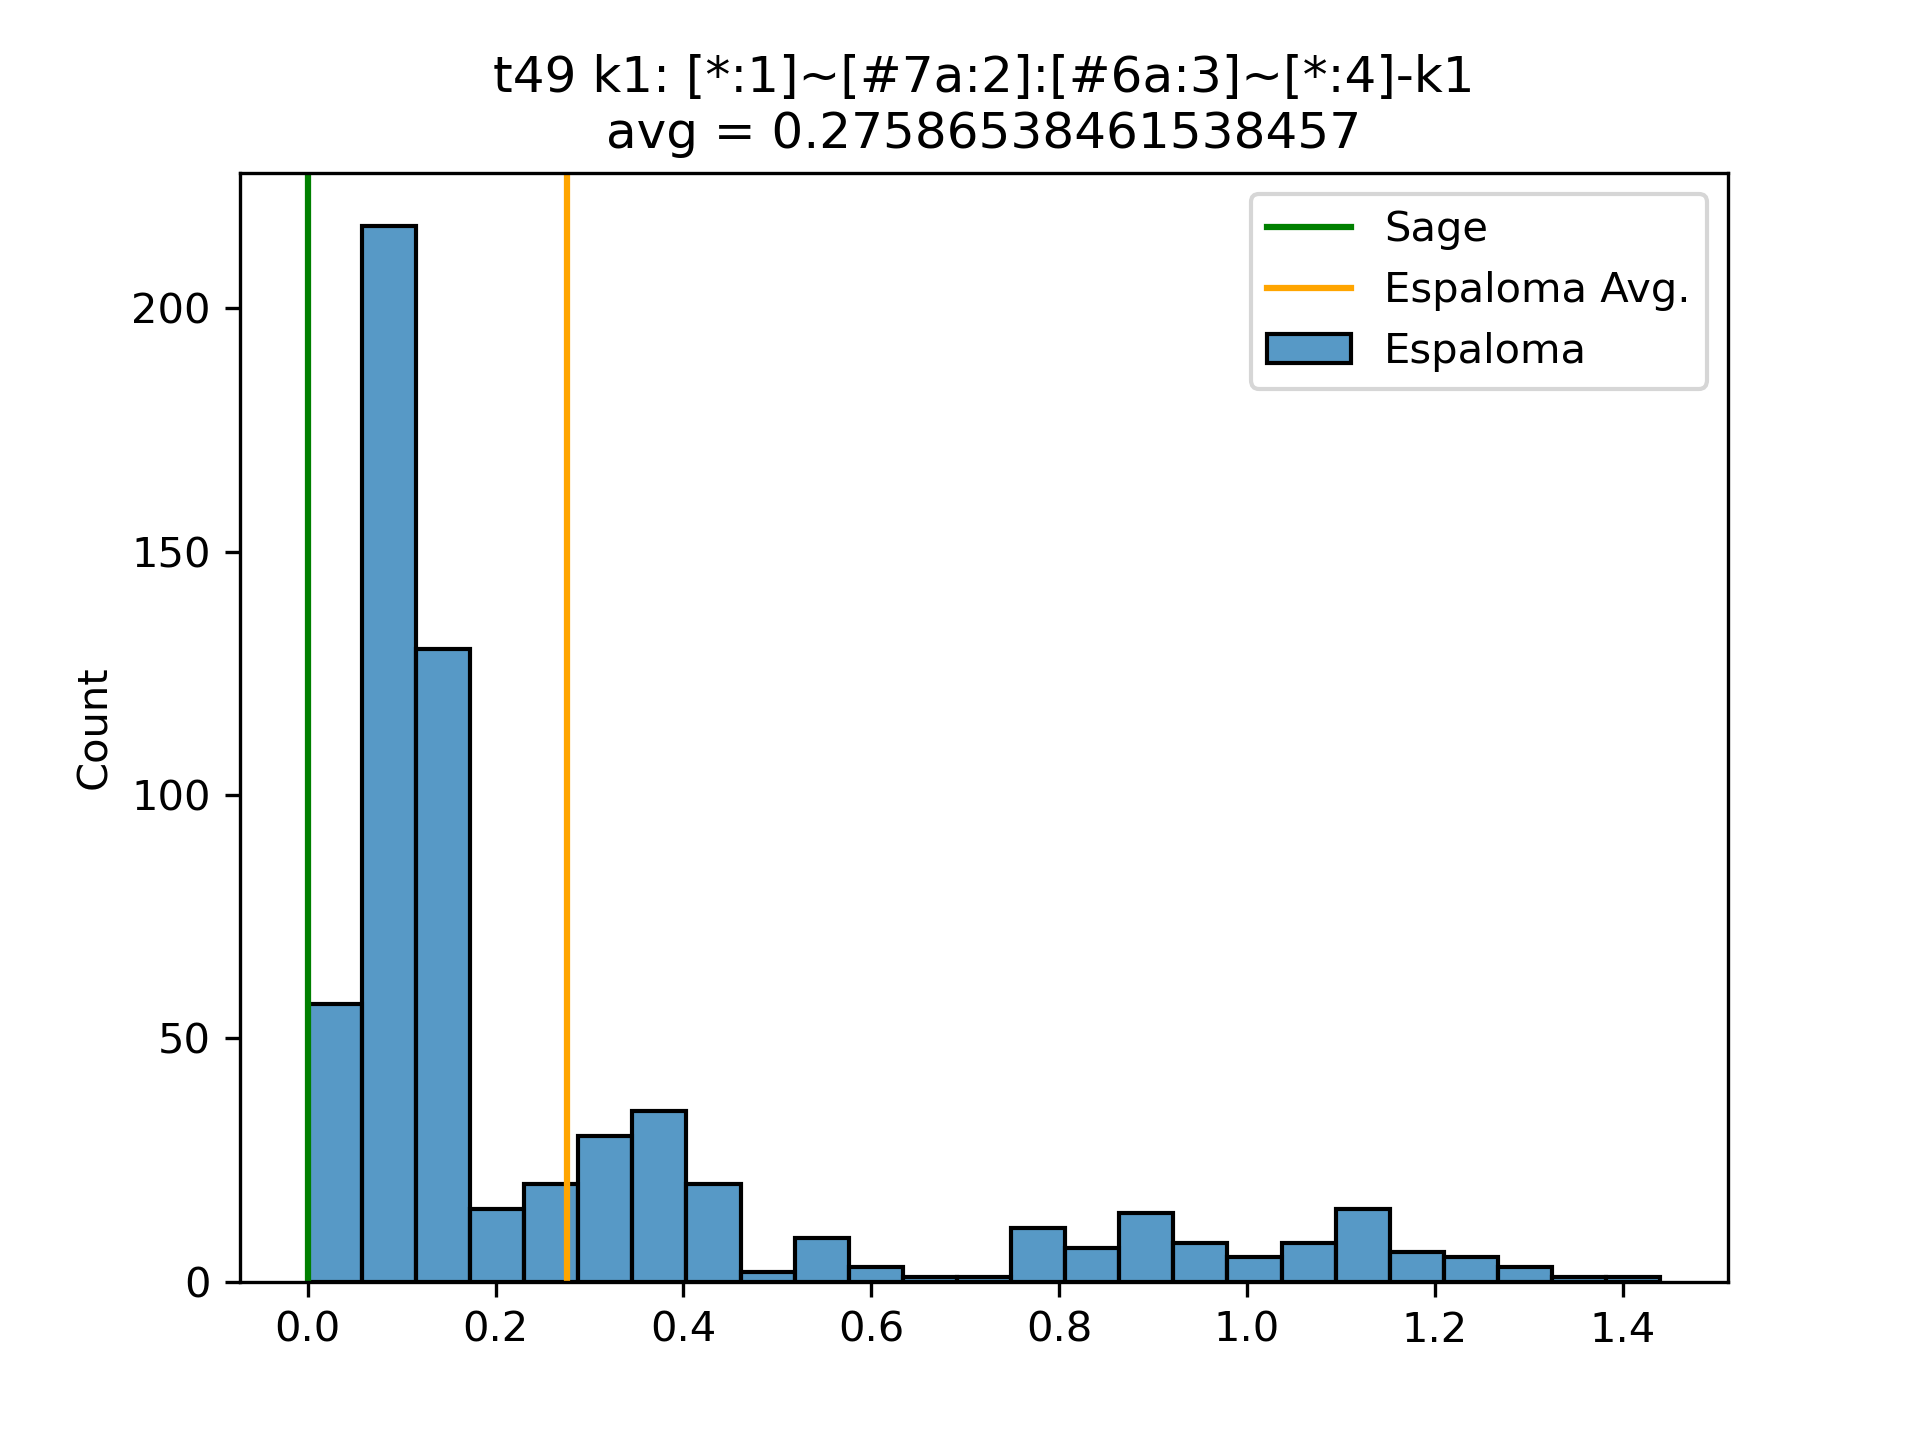 t49 k1: [*:1]~[#7a:2]:[#6a:3]~[*:4]-k1
avg = 0.27586538461538457
Sage
Espaloma Avg.
Espaloma
Count
200
150
100
50
0
0.0 0.2 0.4 0.6 0.8 1.0 1.2 1.4